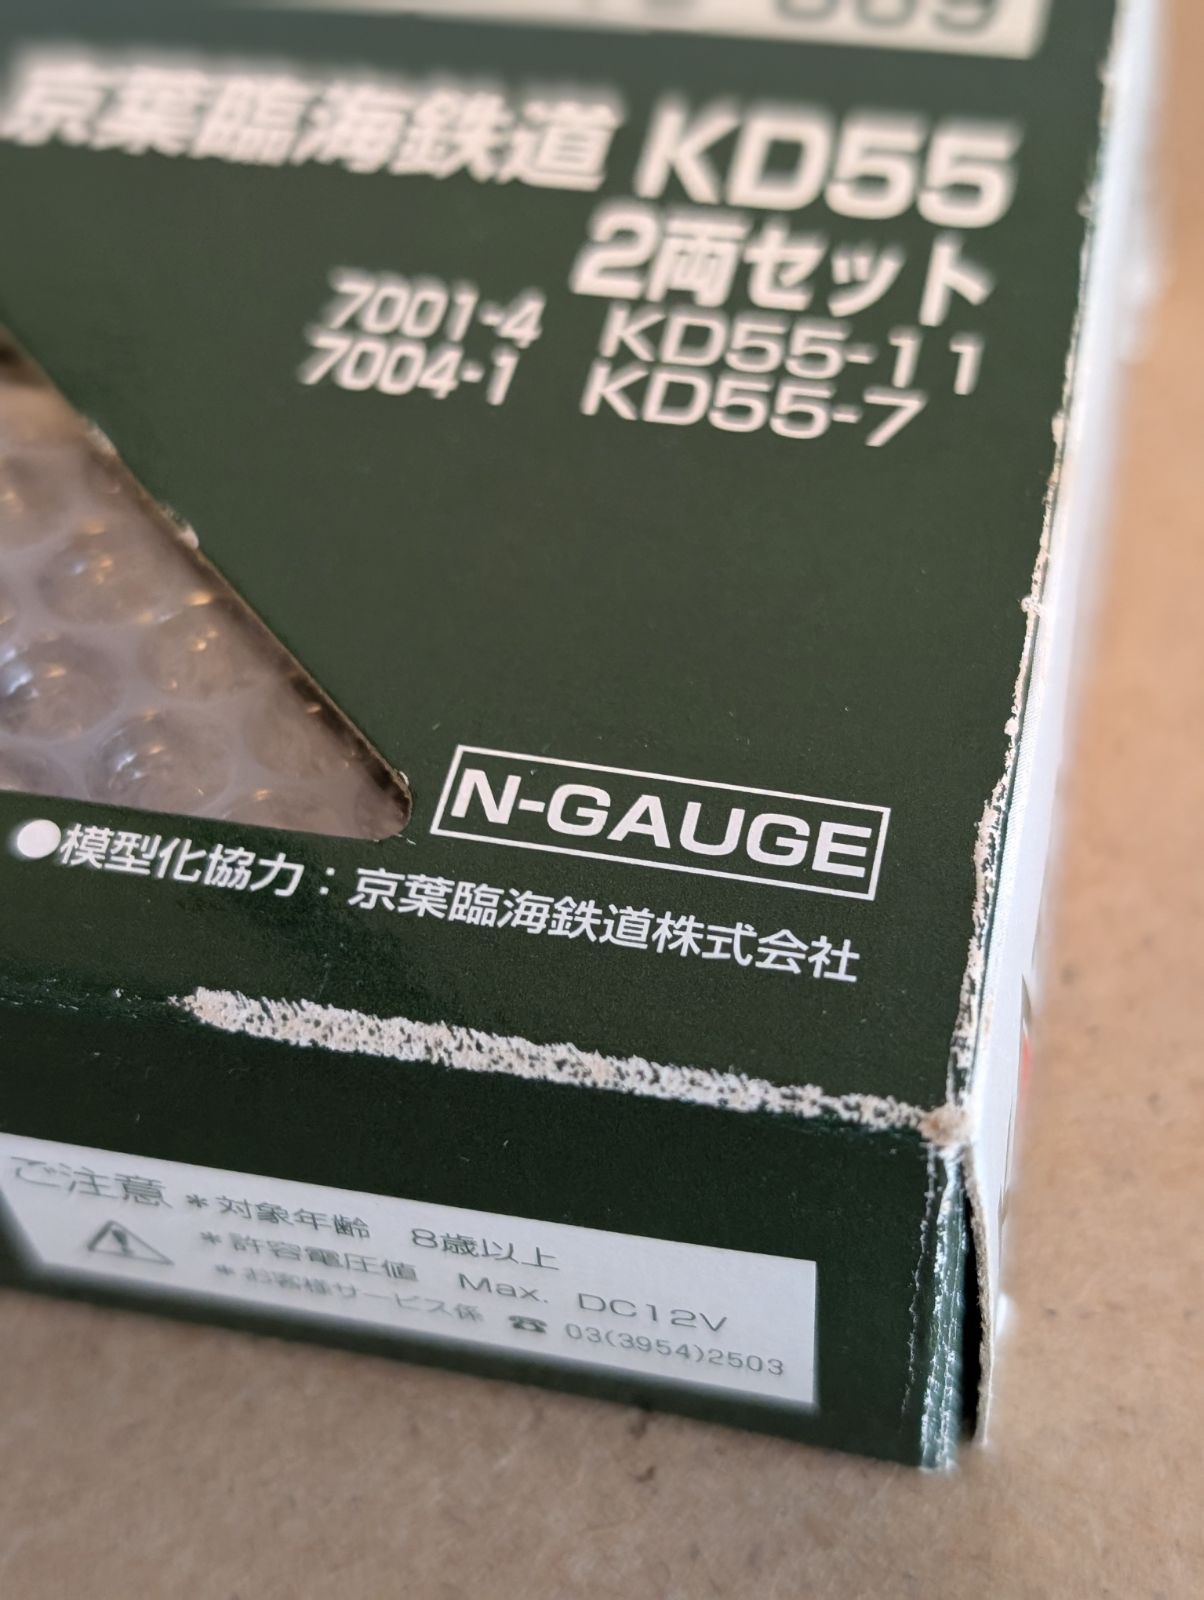 京葉臨海鉄道 KD55
2両セット
7001-4 KD55-11
7004-1 KD55-7
N-GAUGE
●模型化協力：京葉臨海鉄道株式会社
ご注意 *対象年齢 8歳以上
*許容電圧値 Max. DC12V
*お客様サービス係 ☎ 03(3954)2503